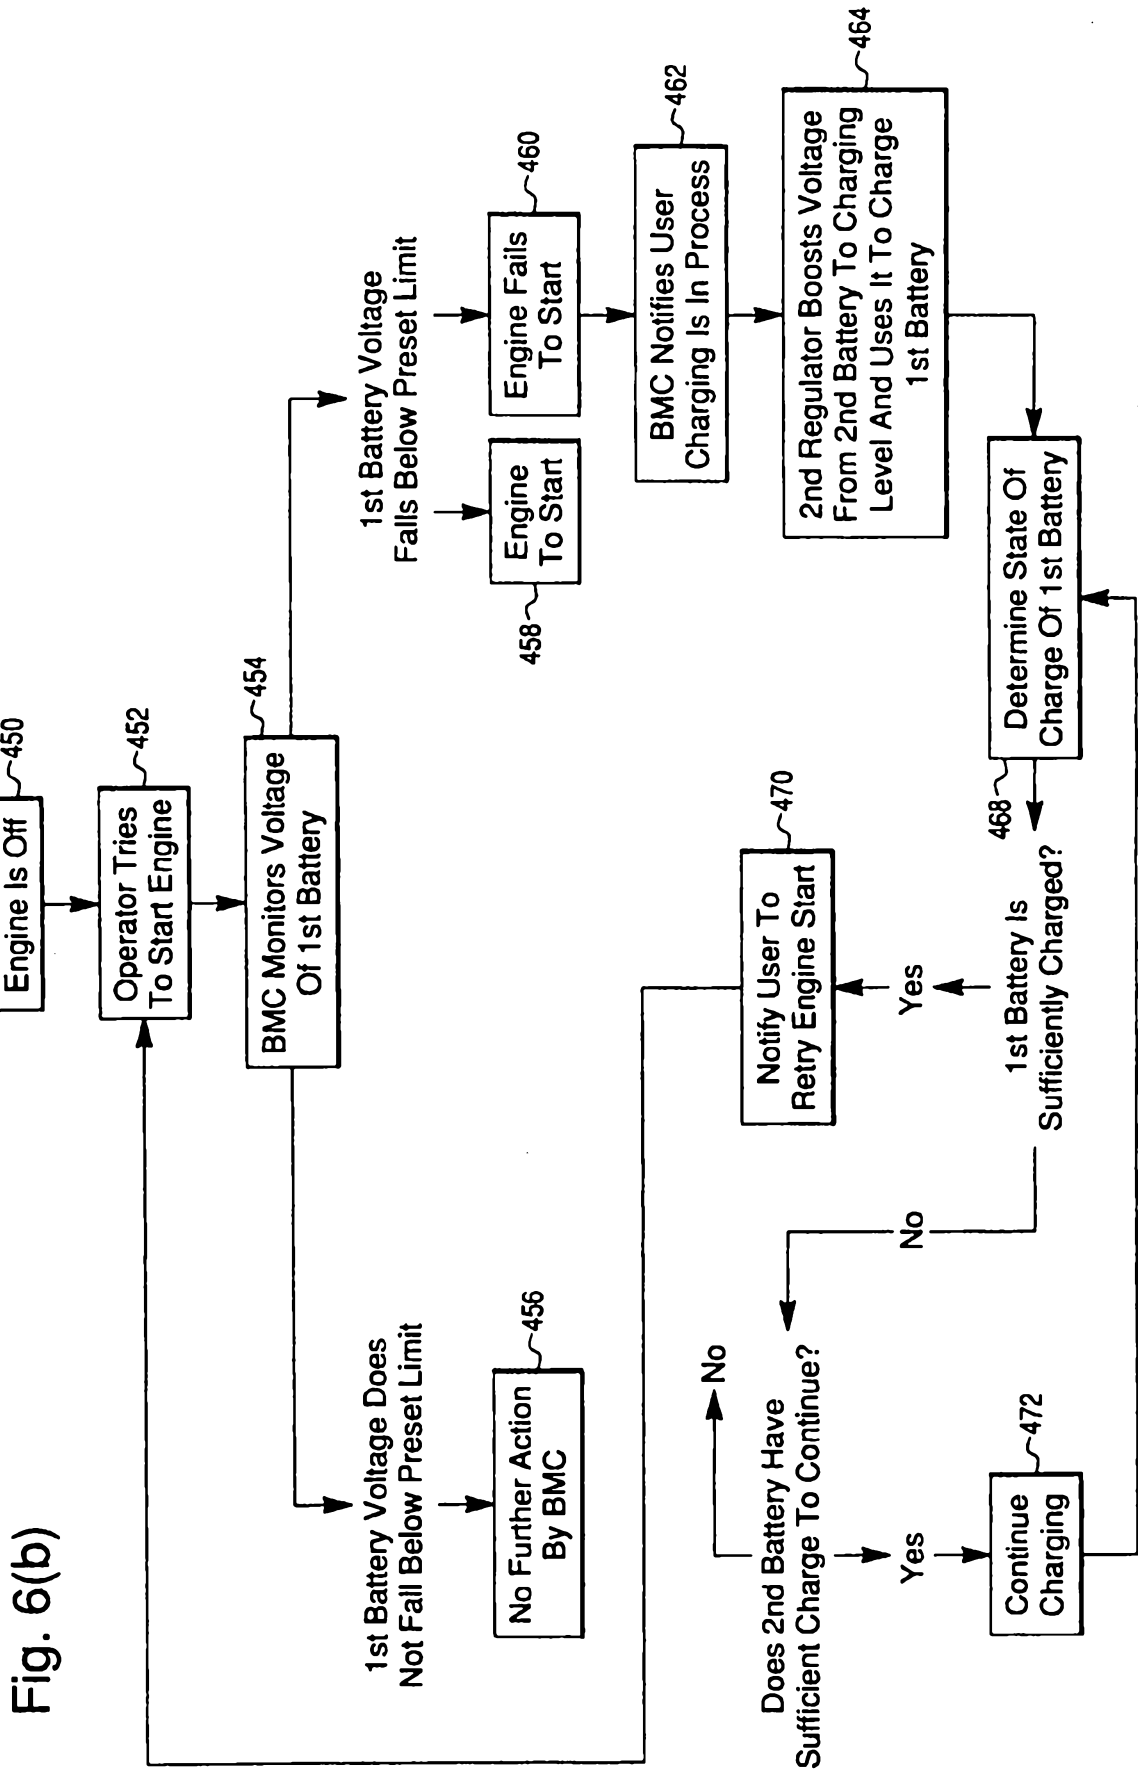 Fig. 6(b)
Engine Is Off
450
Operator Tries
To Start Engine
452
BMC Monitors Voltage
Of 1st Battery
454
1st Battery Voltage Does
Not Fall Below Preset Limit
No Further Action
By BMC
456
1st Battery Voltage
Falls Below Preset Limit
Engine
To Start
458
Engine Fails
To Start
460
BMC Notifies User
Charging Is In Process
462
2nd Regulator Boosts Voltage
From 2nd Battery To Charging
Level And Uses It To Charge
1st Battery
464
Determine State Of
Charge Of 1st Battery
468
1st Battery Is
Sufficiently Charged?
Yes
Notify User To
Retry Engine Start
470
No
Does 2nd Battery Have
Sufficient Charge To Continue?
No
Yes
Continue
Charging
472